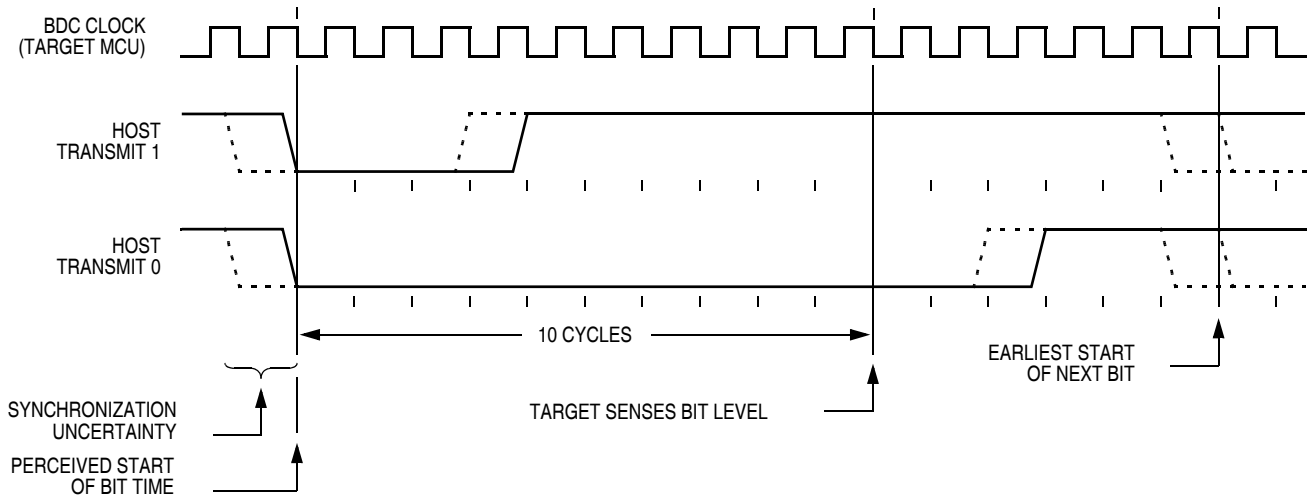 BDC CLOCK
(TARGET MCU)
HOST
TRANSMIT 1
HOST
TRANSMIT 0
10 CYCLES
EARLIEST START
OF NEXT BIT
TARGET SENSES BIT LEVEL
SYNCHRONIZATION
UNCERTAINTY
PERCEIVED START
OF BIT TIME